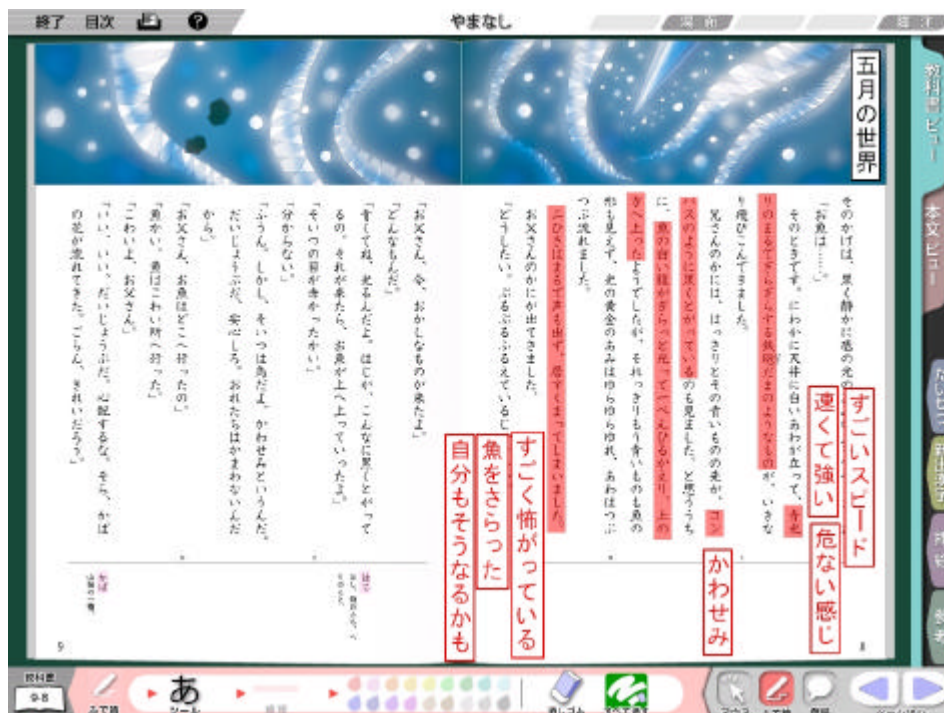 終了 目次 ?
やまなし
五月の世界
そのかげは、黒く静かに底の光の
「お魚は……。」
そのときです。にわかに天井に白いあわが立って、青光
りのまるでぎらぎらする鉄砲だまのようなものが、いきな
り飛びこんできました。
兄さんのかには、はっきりとその青いものの先が、コン
パスのように黒くとがっているのも見ました。と思ううち
に、魚の白い腹がぎらっと光って一ぺんひるがえり、上の
方へ上ったようでしたが、それっきりもう青いものも魚の
形も見えず、光の黄金のあみはゆらゆらゆれ、あわはつぶ
つぶ流れました。
二ひきはまるで声も出ず、居すくまってしまいました。
お父さんのかにが出てきました。
「どうしたい。ぶるぶるふるえているじ
すごいスピード
速くて強い
危ない感じ
かわせみ
すごく怖がっている
魚をさらった
自分もそうなるかも
8
「お父さん、今、おかしなものが来たよ。」
「どんなもんだ。」
「青くてね、光るんだよ。はじが、こんなに黒くとがって
るの。それが来たら、お魚が上へ上っていったよ。」
「そいつの目が赤かったかい。」
「分からない。」
「ふうん。しかし、そいつは鳥だよ。かわせみというんだ。
だいじょうぶだ、安心しろ。おれたちはかまわないんだ
から。」
「お父さん、お魚はどこへ行ったの。」
「魚かい。魚はこわい所へ行った。」
「こわいよ、お父さん。」
「いい、いい。だいじょうぶだ。心配するな。そら、かば
の花が流れてきた。ごらん、きれいだろう。」
かば
9
教科書ビュー
本文ビュー
教科書
9-8
あ
ツール
消しゴム
すべて消す
マウス